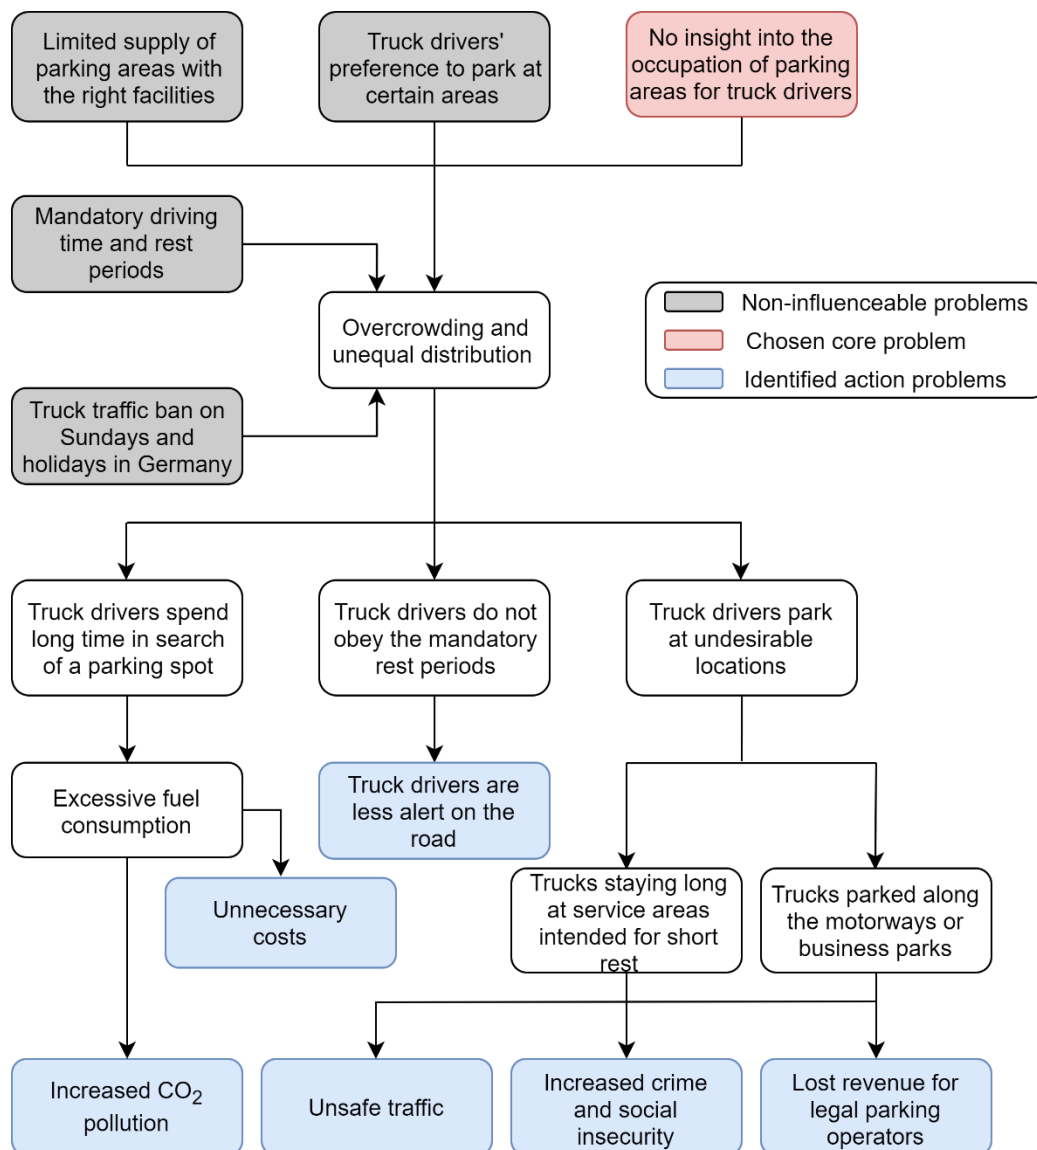 Limited supply of
parking areas with
the right facilities
Truck drivers'
preference to park at
certain areas
No insight into the
occupation of parking
areas for truck drivers
Mandatory driving
time and rest
periods
Overcrowding and
unequal distribution
Non-influenceable problems
Chosen core problem
Identified action problems
Truck traffic ban on
Sundays and
holidays in Germany
Truck drivers spend
long time in search
of a parking spot
Truck drivers do not
obey the mandatory
rest periods
Truck drivers park
at undesirable
locations
Excessive fuel
consumption
Truck drivers are
less alert on the
road
Unnecessary
costs
Trucks staying long
at service areas
intended for short
rest
Trucks parked along
the motorways or
business parks
Increased CO₂
pollution
Unsafe traffic
Increased crime
and social
insecurity
Lost revenue for
legal parking
operators